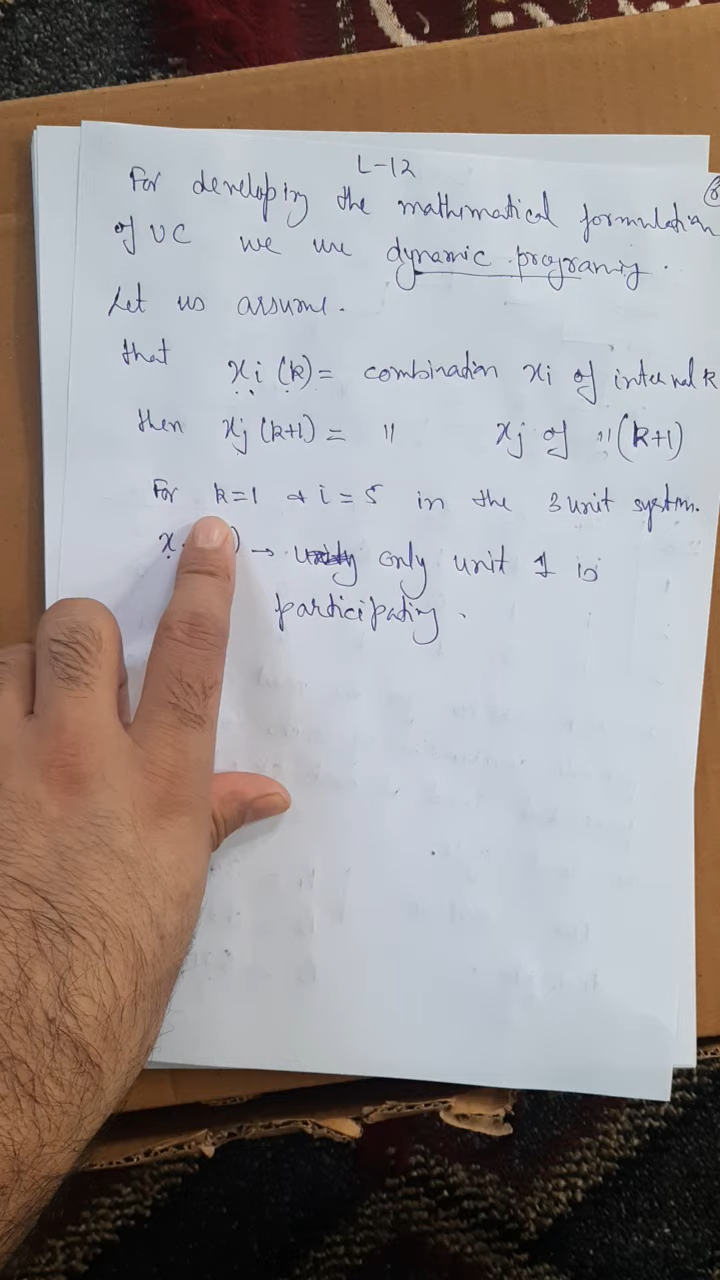 L-12
For developing the mathematical formulation
of UC we use dynamic programing.
Let us assume.
that xi (k) = combination xi of interval k
then xj (k+1) = " xj of " (k+1)
For k=1 & i = 5 in the 3 unit system.
x. ) → only unit 1 is
participating.